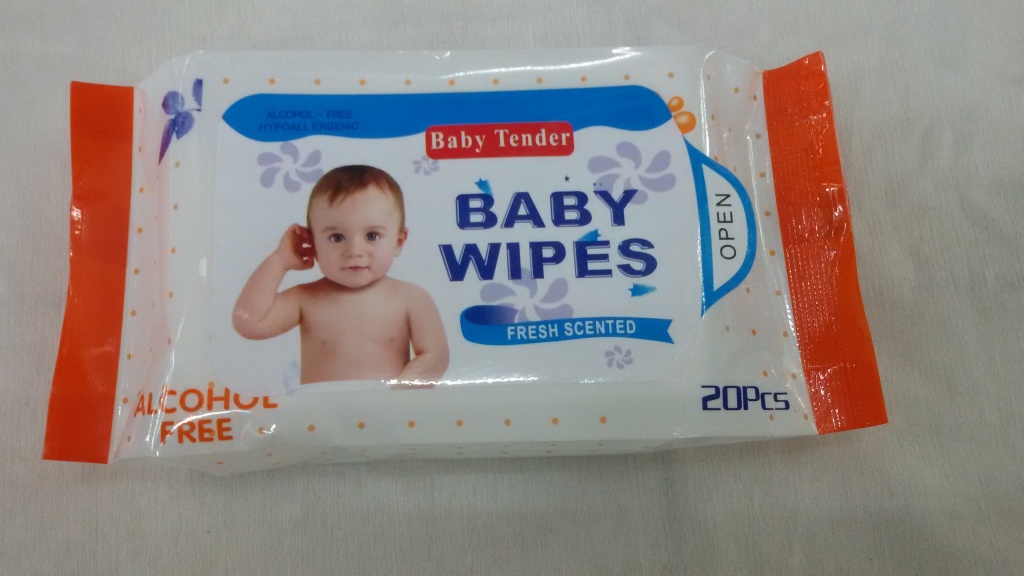 ALCOHOL - FREE
HYPOALLERGENIC
Baby Tender
BABY
WIPES
FRESH SCENTED
OPEN
ALCOHOL
FREE
20Pcs